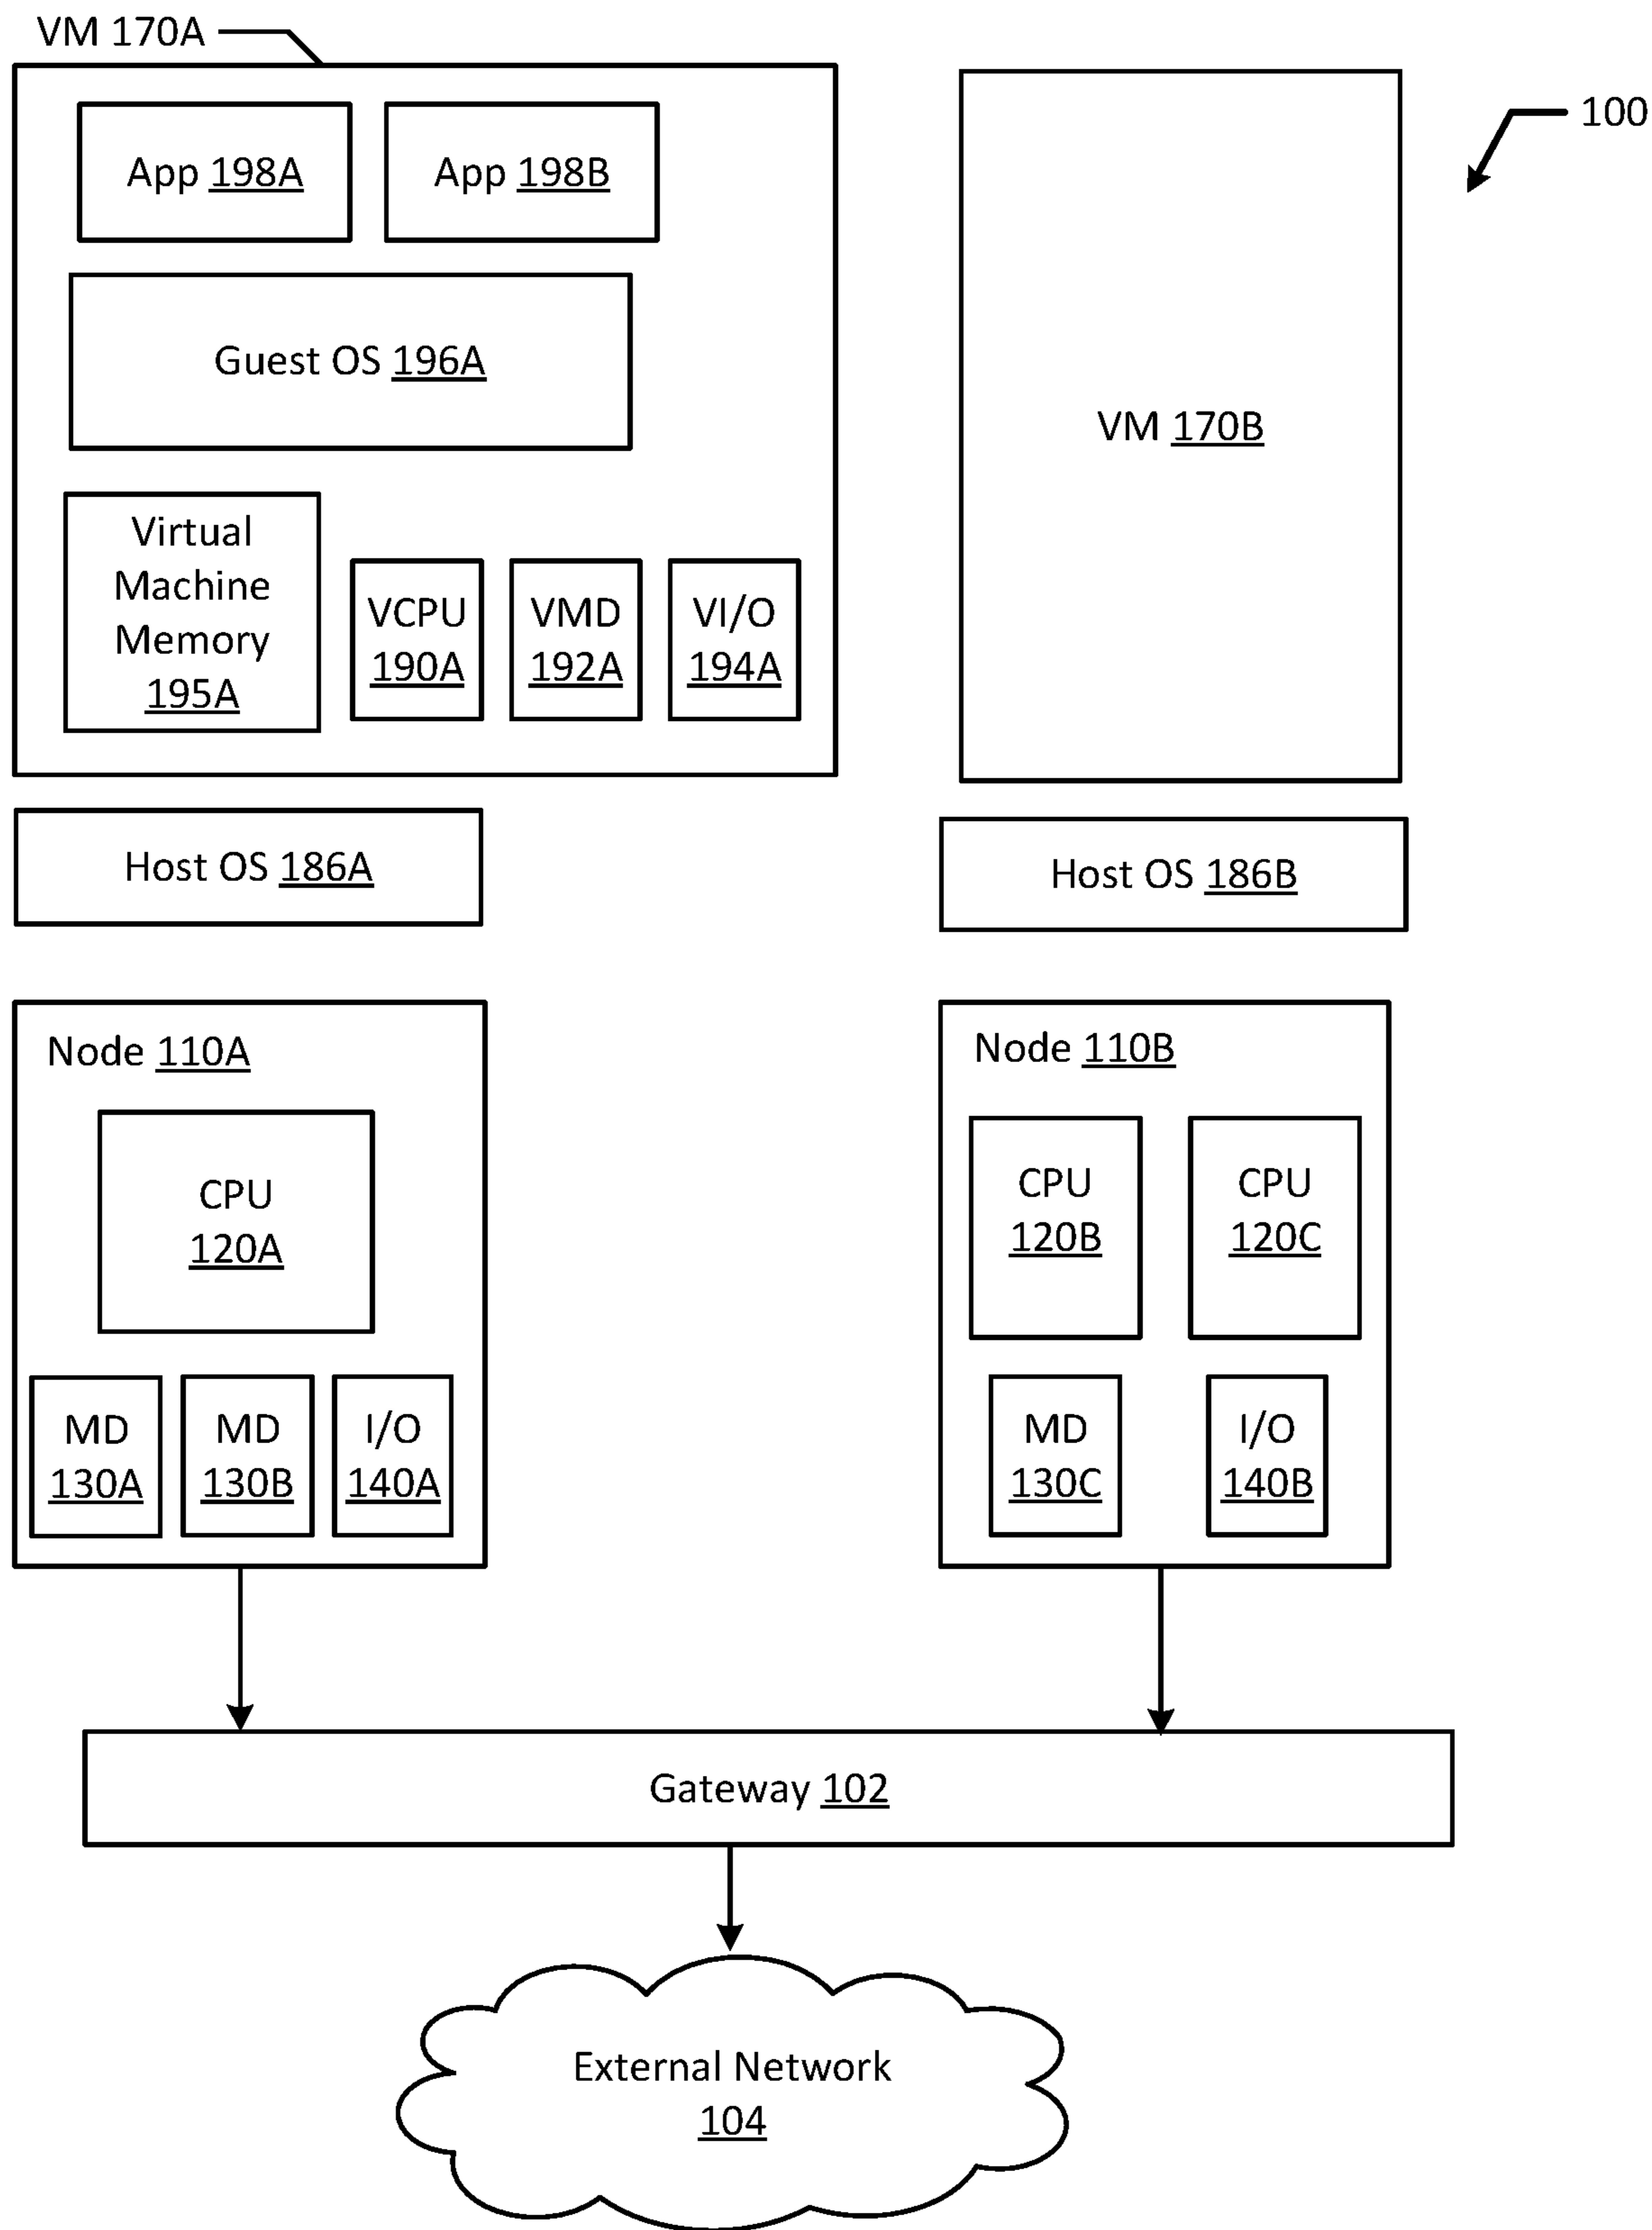 VM 170A
100
App 198A
App 198B
Guest OS 196A
VM 170B
Virtual
Machine
Memory
195A
VCPU
190A
VMD
192A
VI/O
194A
Host OS 186A
Host OS 186B
Node 110A
CPU
120A
MD
130A
MD
130B
I/O
140A
Node 110B
CPU
120B
CPU
120C
MD
130C
I/O
140B
Gateway 102
External Network
104